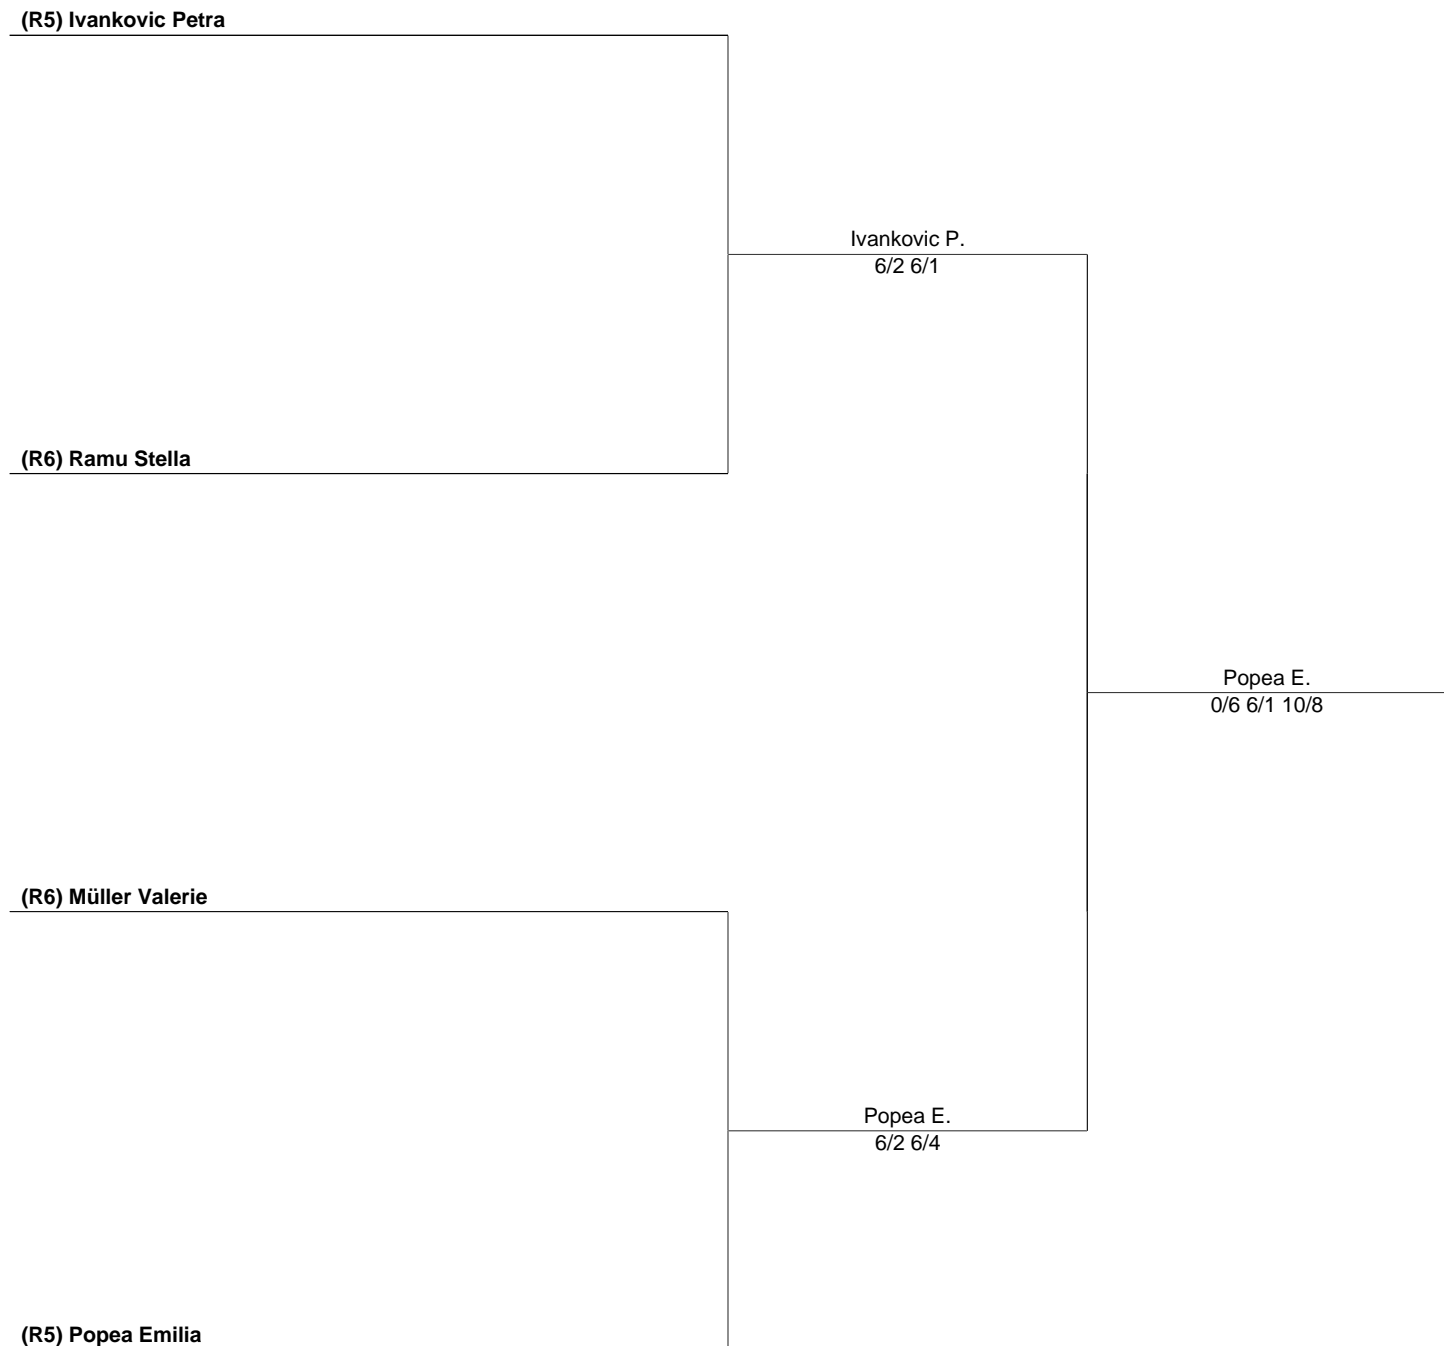 (R5) Ivankovic Petra
Ivankovic P.
6/2 6/1
(R6) Ramu Stella
Popea E.
0/6 6/1 10/8
(R6) Müller Valerie
Popea E.
6/2 6/4
(R5) Popea Emilia